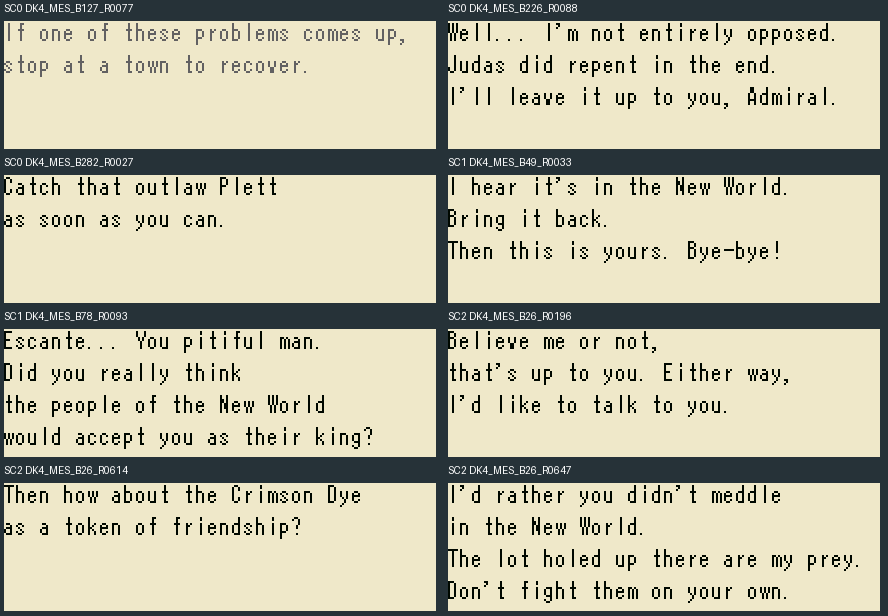 SC0 DK4_MES_B127_R0077
If one of these problems comes up,
stop at a town to recover.
SC0 DK4_MES_B226_R0088
Well... I'm not entirely opposed.
Judas did repent in the end.
I'll leave it up to you, Admiral.
SC0 DK4_MES_B282_R0027
Catch that outlaw Plett
as soon as you can.
SC1 DK4_MES_B49_R0033
I hear it's in the New World.
Bring it back.
Then this is yours. Bye-bye!
SC1 DK4_MES_B78_R0093
Escante... You pitiful man.
Did you really think
the people of the New World
would accept you as their king?
SC2 DK4_MES_B26_R0196
Believe me or not,
that's up to you. Either way,
I'd like to talk to you.
SC2 DK4_MES_B26_R0614
Then how about the Crimson Dye
as a token of friendship?
SC2 DK4_MES_B26_R0647
I'd rather you didn't meddle
in the New World.
The lot holed up there are my prey.
Don't fight them on your own.